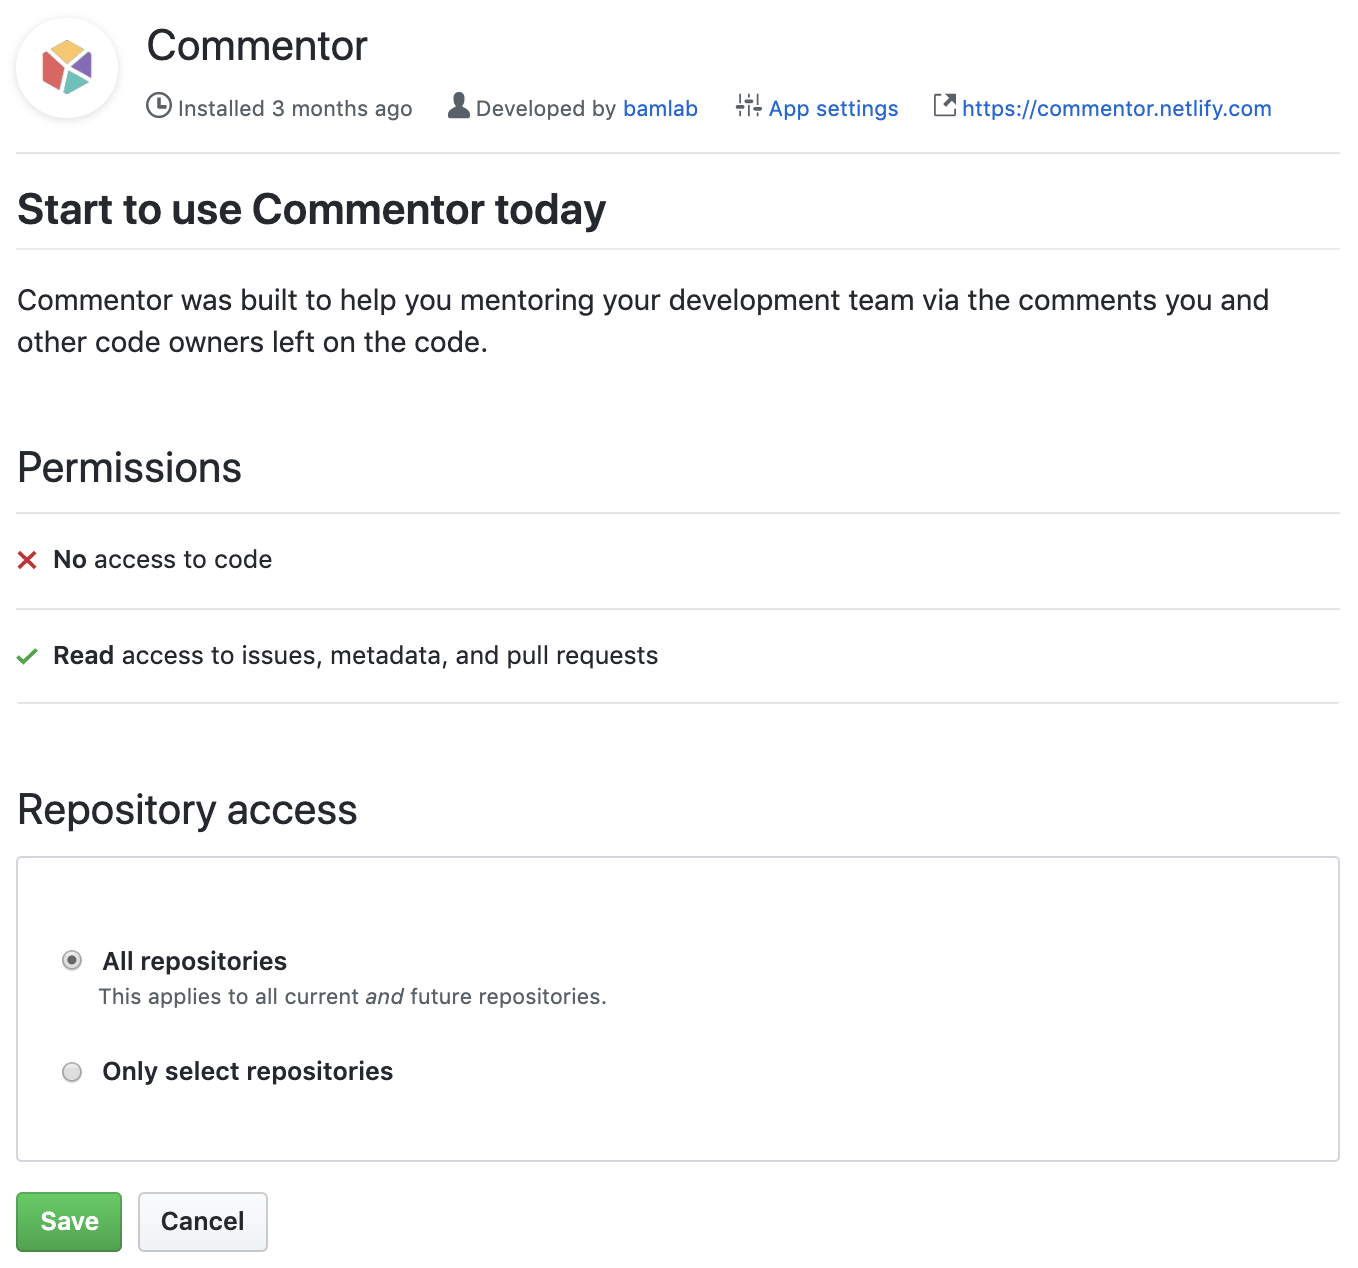 Commentor
Installed 3 months ago Developed by bamlab App settings https://commentor.netlify.com
Start to use Commentor today
Commentor was built to help you mentoring your development team via the comments you and
other code owners left on the code.
Permissions
No access to code
Read access to issues, metadata, and pull requests
Repository access
All repositories
This applies to all current and future repositories.
Only select repositories
Save Cancel